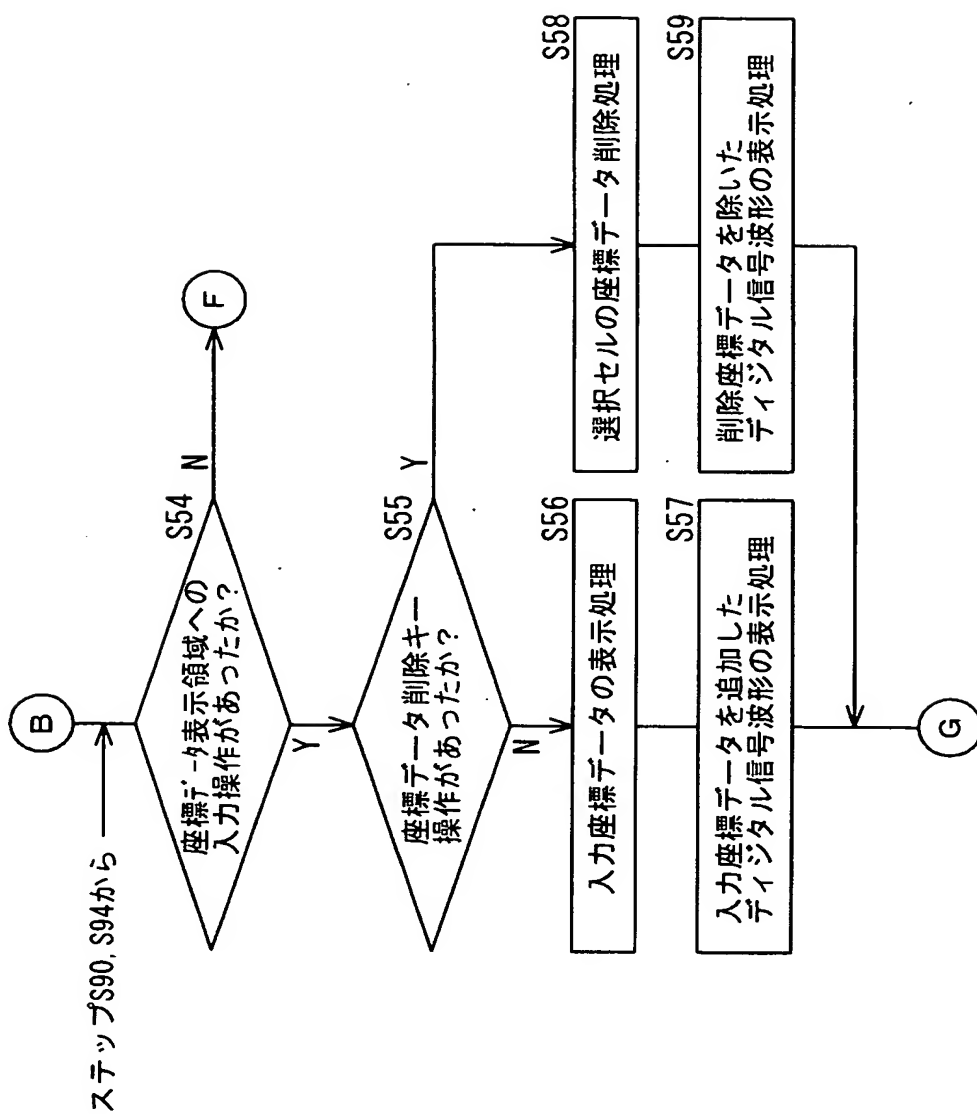 B
ステップS90, S94から
S54
座標データ表示領域への
入力操作があったか？
N
F
Y
S55
座標データ削除キー
操作があったか？
Y
N
S56
入力座標データの表示処理
S57
入力座標データを追加した
ディジタル信号波形の表示処理
S58
選択セルの座標データ削除処理
S59
削除座標データを除いた
ディジタル信号波形の表示処理
G